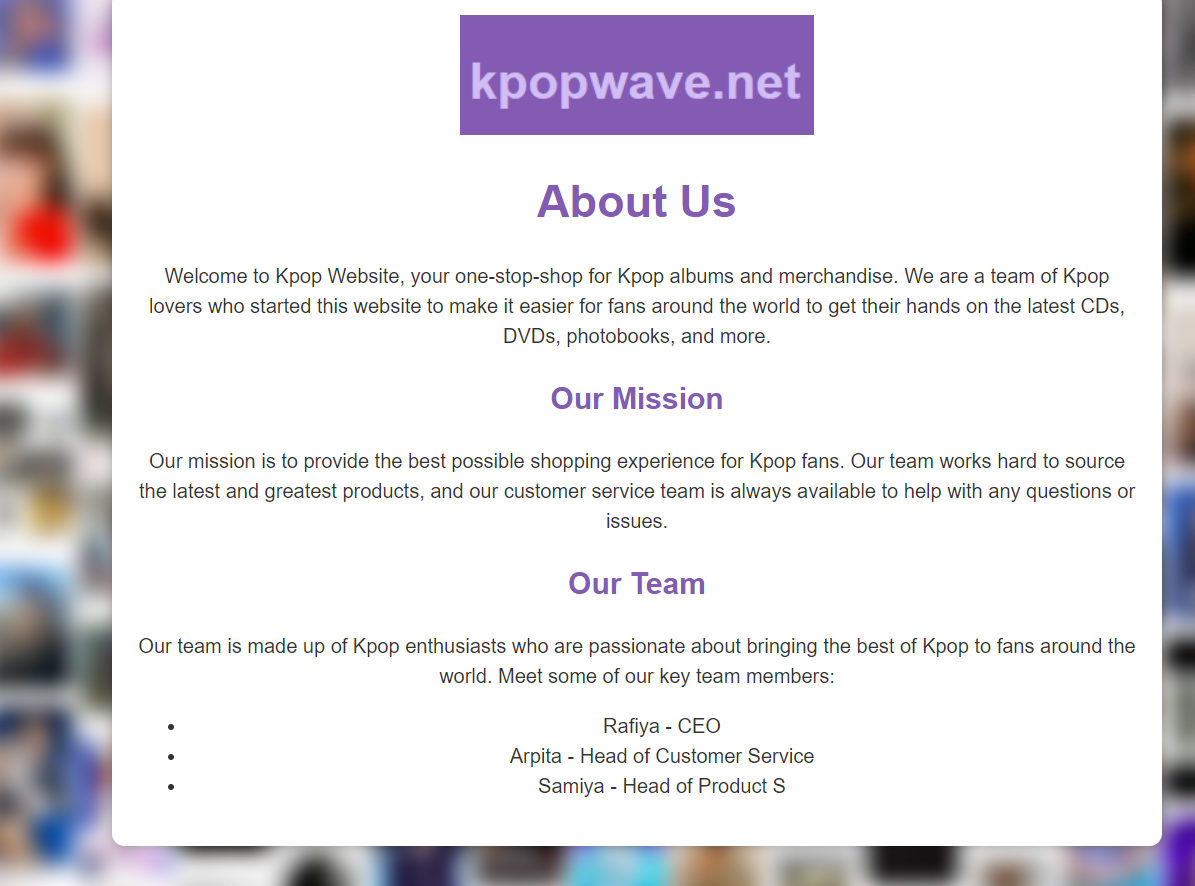 kpopwave.net
About Us
Welcome to Kpop Website, your one-stop-shop for Kpop albums and merchandise. We are a team of Kpop
lovers who started this website to make it easier for fans around the world to get their hands on the latest CDs,
DVDs, photobooks, and more.
Our Mission
Our mission is to provide the best possible shopping experience for Kpop fans. Our team works hard to source
the latest and greatest products, and our customer service team is always available to help with any questions or
issues.
Our Team
Our team is made up of Kpop enthusiasts who are passionate about bringing the best of Kpop to fans around the
world. Meet some of our key team members:
• Rafiya - CEO
• Arpita - Head of Customer Service
• Samiya - Head of Product S